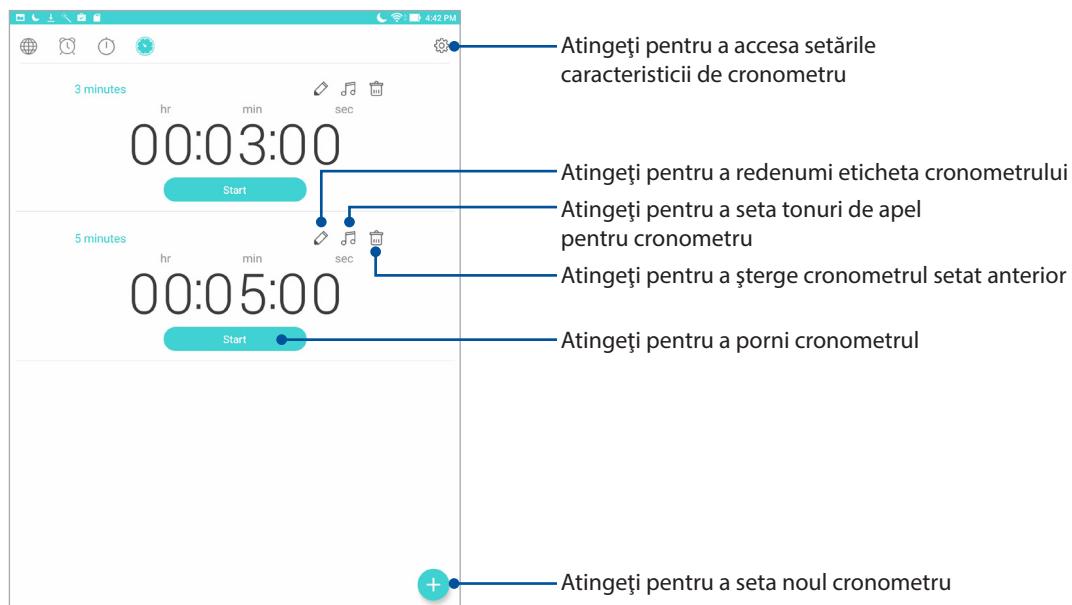 4:42 PM
Atingeţi pentru a accesa setările
caracteristicii de cronometru
3 minutes
hr min sec
00:03:00
Start
Atingeţi pentru a redenumi eticheta cronometrului
Atingeţi pentru a seta tonuri de apel
pentru cronometru
5 minutes
hr min sec
Atingeţi pentru a şterge cronometrul setat anterior
00:05:00
Start
Atingeţi pentru a porni cronometrul
Atingeţi pentru a seta noul cronometru